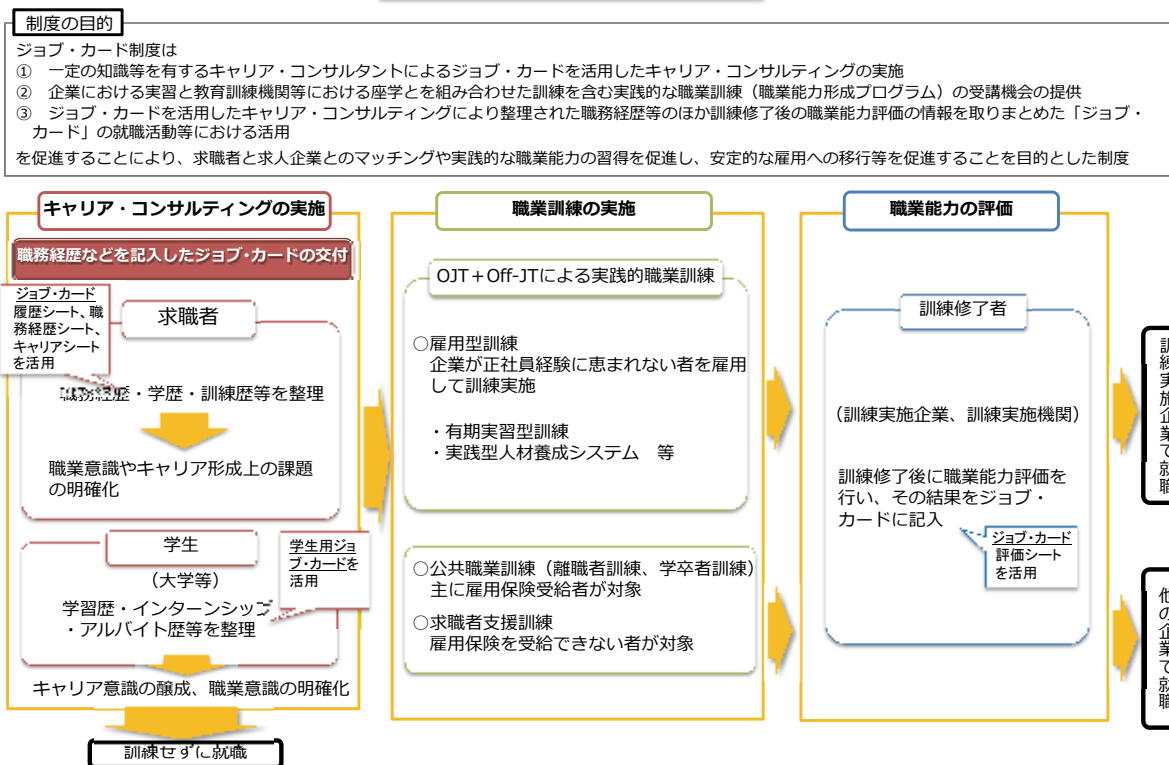 制度の目的
ジョブ・カード制度は
① 一定の知識等を有するキャリア・コンサルタントによるジョブ・カードを活用したキャリア・コンサルティングの実施
② 企業における実習と教育訓練機関等における座学とを組み合わせた訓練を含む実践的な職業訓練（職業能力形成プログラム）の受講機会の提供
③ ジョブ・カードを活用したキャリア・コンサルティングにより整理された職務経歴等のほか訓練修了後の職業能力評価の情報を取りまとめた「ジョブ・
カード」の就職活動等における活用
を促進することにより、求職者と求人企業とのマッチングや実践的な職業能力の習得を促進し、安定的な雇用への移行等を促進することを目的とした制度
キャリア・コンサルティングの実施
職務経歴などを記入したジョブ・カードの交付
ジョブ・カード
履歴シート、職
務経歴シート、
キャリアシート
を活用
求職者
職務経歴・学歴・訓練歴等を整理
職業意識やキャリア形成上の課題
の明確化
学生
（大学等）
学生用ジョ
ブ・カードを
活用
学習歴・インターンシップ
・アルバイト歴等を整理
キャリア意識の醸成、職業意識の明確化
訓練せずに就職
職業訓練の実施
OJT＋Off-JTによる実践的職業訓練
○雇用型訓練
企業が正社員経験に恵まれない者を雇用
して訓練実施
・有期実習型訓練
・実践型人材養成システム 等
○公共職業訓練（離職者訓練、学卒者訓練）
主に雇用保険受給者が対象
○求職者支援訓練
雇用保険を受給できない者が対象
職業能力の評価
訓練修了者
（訓練実施企業、訓練実施機関）
訓練修了後に職業能力評価を
行い、その結果をジョブ・
カードに記入
ジョブ・カード
評価シート
を活用
訓練実施企業で就職
他の企業で就職